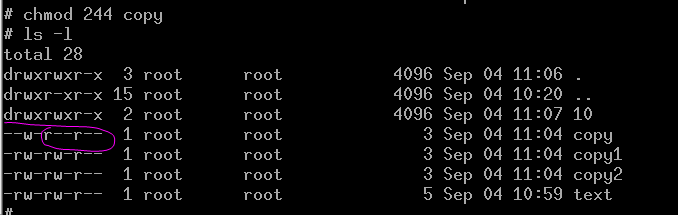 # chmod 244 copy
# ls -l
total 28
drwxrwxr-x 3 root root 4096 Sep 04 11:06 .
drwxr-xr-x 15 root root 4096 Sep 04 10:20 ..
drwxrwxr-x 2 root root 4096 Sep 04 11:07 10
--w-r--r-- 1 root root 3 Sep 04 11:04 copy
-rw-rw-r-- 1 root root 3 Sep 04 11:04 copy1
-rw-rw-r-- 1 root root 3 Sep 04 11:04 copy2
-rw-rw-r-- 1 root root 5 Sep 04 10:59 text
#